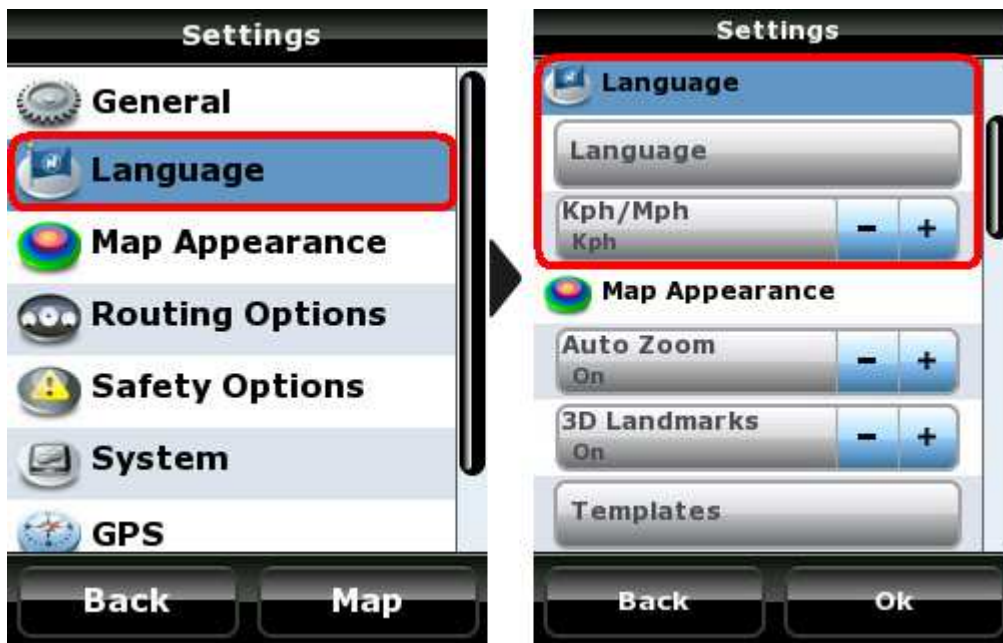 Settings
General
Language
Map Appearance
Routing Options
Safety Options
System
GPS
Back
Map
Settings
Language
Language
Kph/Mph
Kph
- +
Map Appearance
Auto Zoom
On
- +
3D Landmarks
On
- +
Templates
Back
Ok